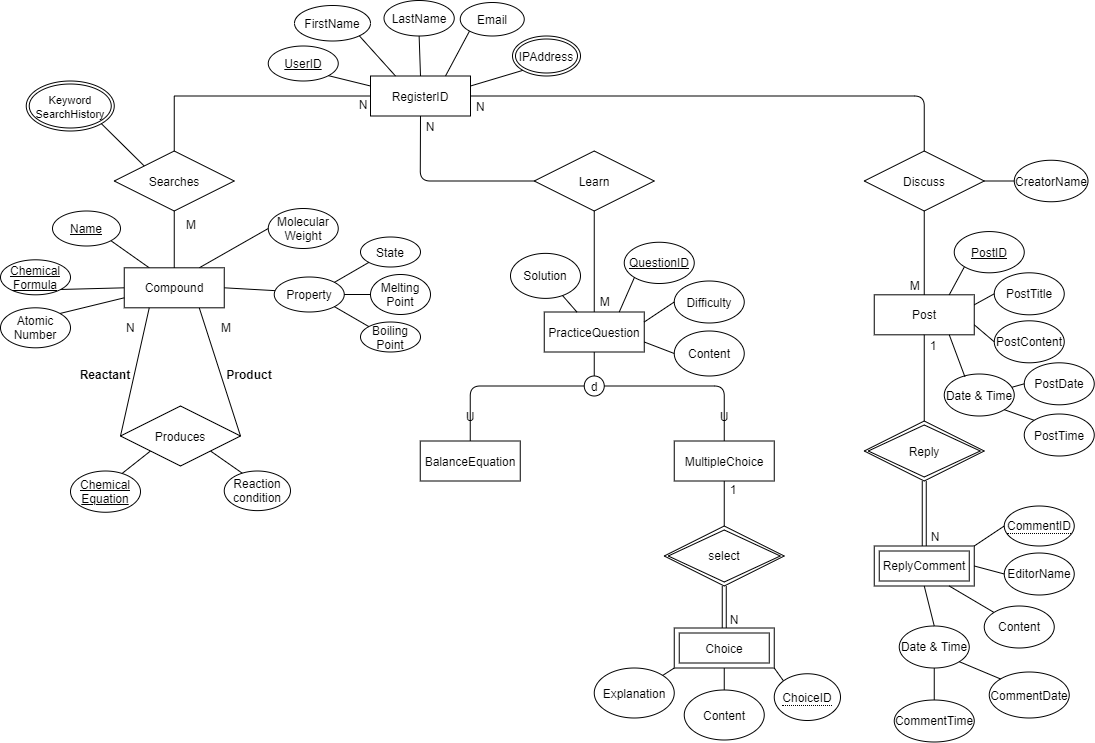 LastName
Email
FirstName
IPAddress
UserID
RegisterID
N
N
N
Keyword
SearchHistory
Searches
Learn
Discuss
CreatorName
M
Name
Molecular
Weight
Chemical
Formula
Compound
Atomic
Number
Property
State
Melting
Point
Boiling
Point
N
M
Reactant
Product
Produces
Chemical
Equation
Reaction
condition
Solution
QuestionID
M
Difficulty
PracticeQuestion
Content
d
U
U
BalanceEquation
MultipleChoice
1
select
N
Choice
Explanation
Content
ChoiceID
PostID
M
PostTitle
Post
PostContent
1
Date & Time
PostDate
PostTime
Reply
N
CommentID
ReplyComment
EditorName
Content
Date & Time
CommentDate
CommentTime